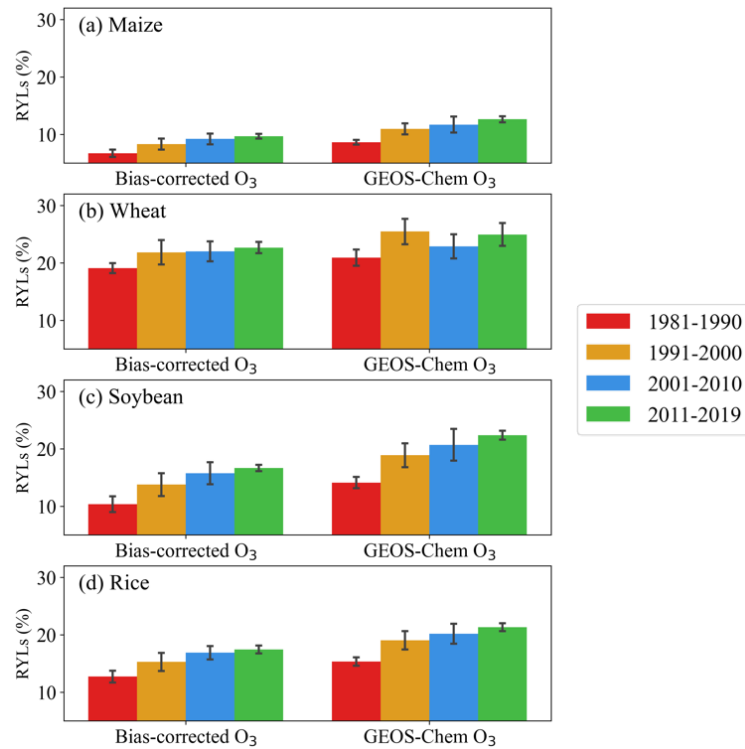 (a) Maize
RYLs (%)
30
20
10
Bias-corrected O₃
GEOS-Chem O₃
(b) Wheat
RYLs (%)
30
20
10
Bias-corrected O₃
GEOS-Chem O₃
(c) Soybean
RYLs (%)
30
20
10
Bias-corrected O₃
GEOS-Chem O₃
(d) Rice
RYLs (%)
30
20
10
Bias-corrected O₃
GEOS-Chem O₃
1981-1990
1991-2000
2001-2010
2011-2019